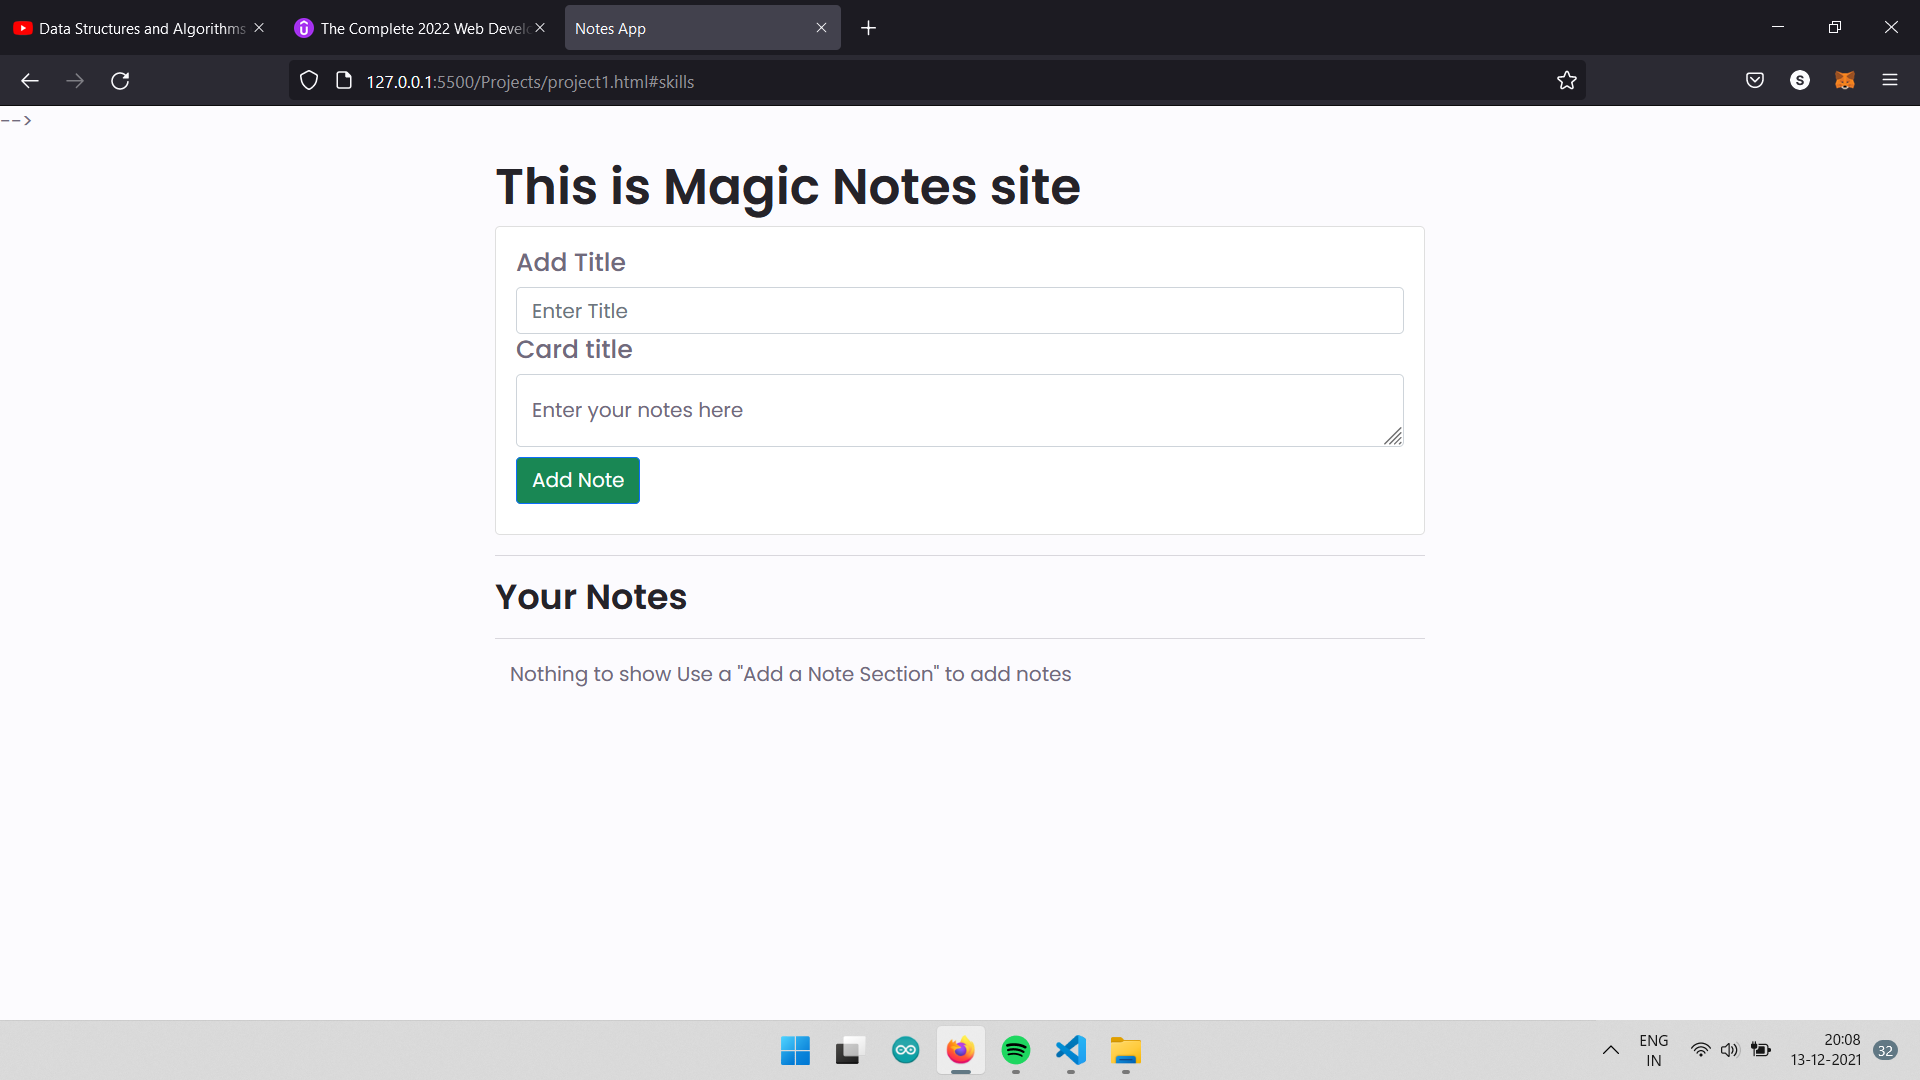 Data Structures and Algorithms
The Complete 2022 Web Develo
Notes App
127.0.0.1:5500/Projects/project1.html#skills
S
-->
This is Magic Notes site
Add Title
Enter Title
Card title
Enter your notes here
Add Note
Your Notes
Nothing to show Use a "Add a Note Section" to add notes
ENG
IN
20:08
13-12-2021
32